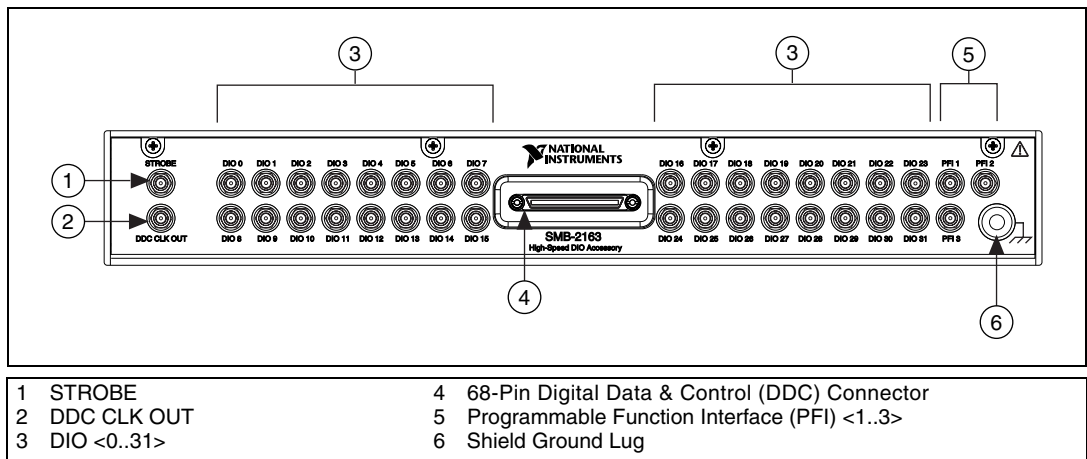 3 3 5
NATIONAL
INSTRUMENTS
STROBE DIO 0 DIO 1 DIO 2 DIO 3 DIO 4 DIO 5 DIO 6 DIO 7 DIO 16 DIO 17 DIO 18 DIO 19 DIO 20 DIO 21 DIO 22 DIO 23 PFI 1 PFI 2
1
2
DDC CLK OUT DIO 8 DIO 9 DIO 10 DIO 11 DIO 12 DIO 13 DIO 14 DIO 15 SMB-2163 DIO 24 DIO 25 DIO 26 DIO 27 DIO 28 DIO 29 DIO 30 DIO 31 PFI 3
High-Speed DIO Accessory
4
6
1 STROBE
2 DDC CLK OUT
3 DIO <0..31>
4 68-Pin Digital Data & Control (DDC) Connector
5 Programmable Function Interface (PFI) <1..3>
6 Shield Ground Lug